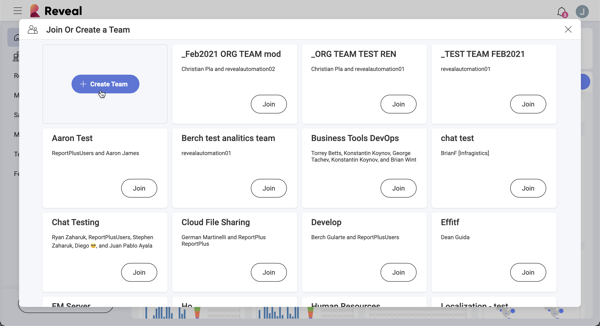 Reveal
J
Join Or Create a Team
+ Create Team
_Feb2021 ORG TEAM mod
Christian Pla and revealautomation02
Join
_ORG TEAM TEST REN
Christian Pla and revealautomation01
Join
_TEST TEAM FEB2021
revealautomation01
Join
Aaron Test
ReportPlusUsers and Aaron James
Join
Berch test analitics team
revealautomation01
Join
Business Tools DevOps
Torrey Betts, Konstantin Koynov, George
Tachev, Konstantin Koynov, and Brian Wint
Join
chat test
BrianF [Infragistics]
Join
Chat Testing
Ryan Zaharuk, ReportPlusUsers, Stephen
Zaharuk, Diego 😎, and Juan Pablo Ayala
Join
Cloud File Sharing
German Martinelli and ReportPlus
ReportPlus
Join
Develop
Berch Gularte and ReportPlusUsers
Join
Effitf
Dean Guida
Join
EM Server
Ho
Human Resources
Localization - test